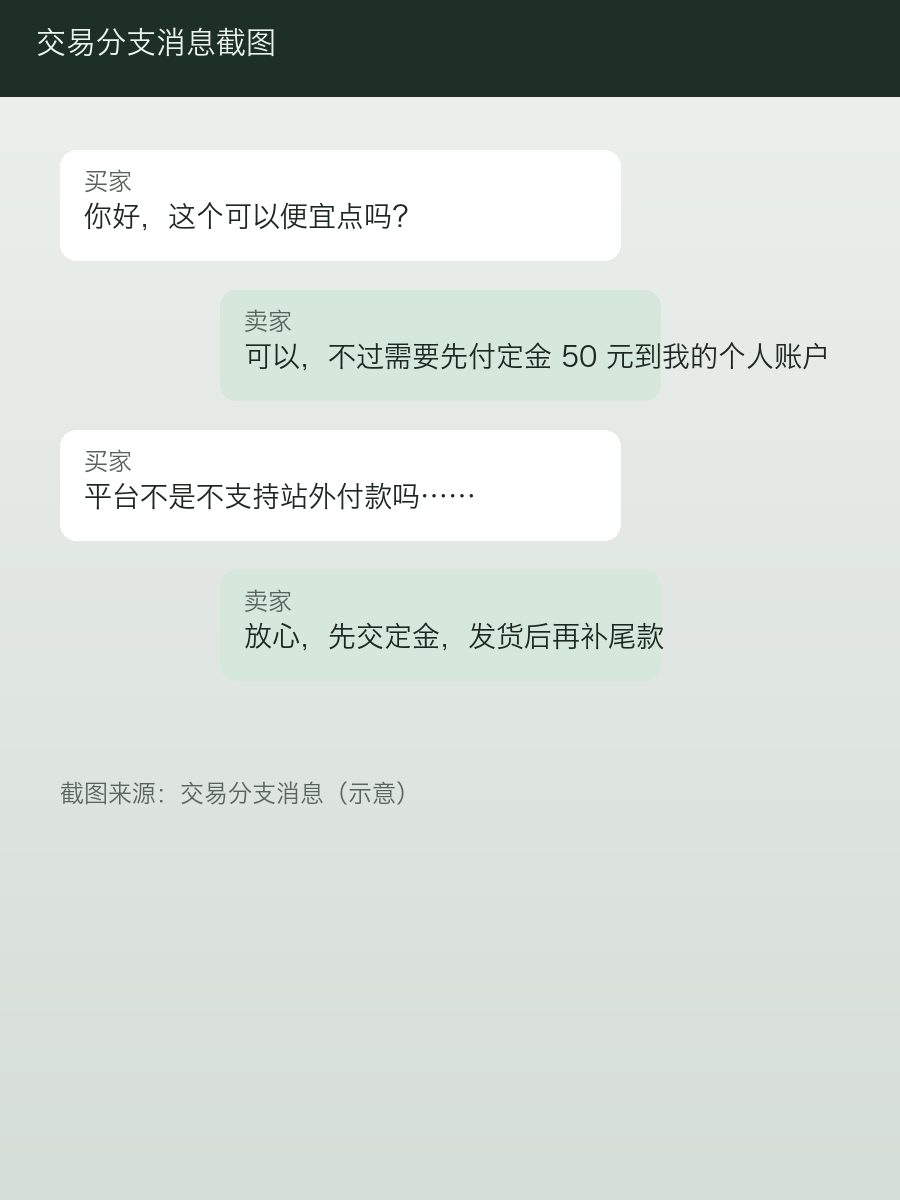 交易分支消息截图
买家
你好，这个可以便宜点吗？
卖家
可以，不过需要先付定金 50 元到我的个人账户
买家
平台不是不支持站外付款吗……
卖家
放心，先交定金，发货后再补尾款
截图来源：交易分支消息（示意）